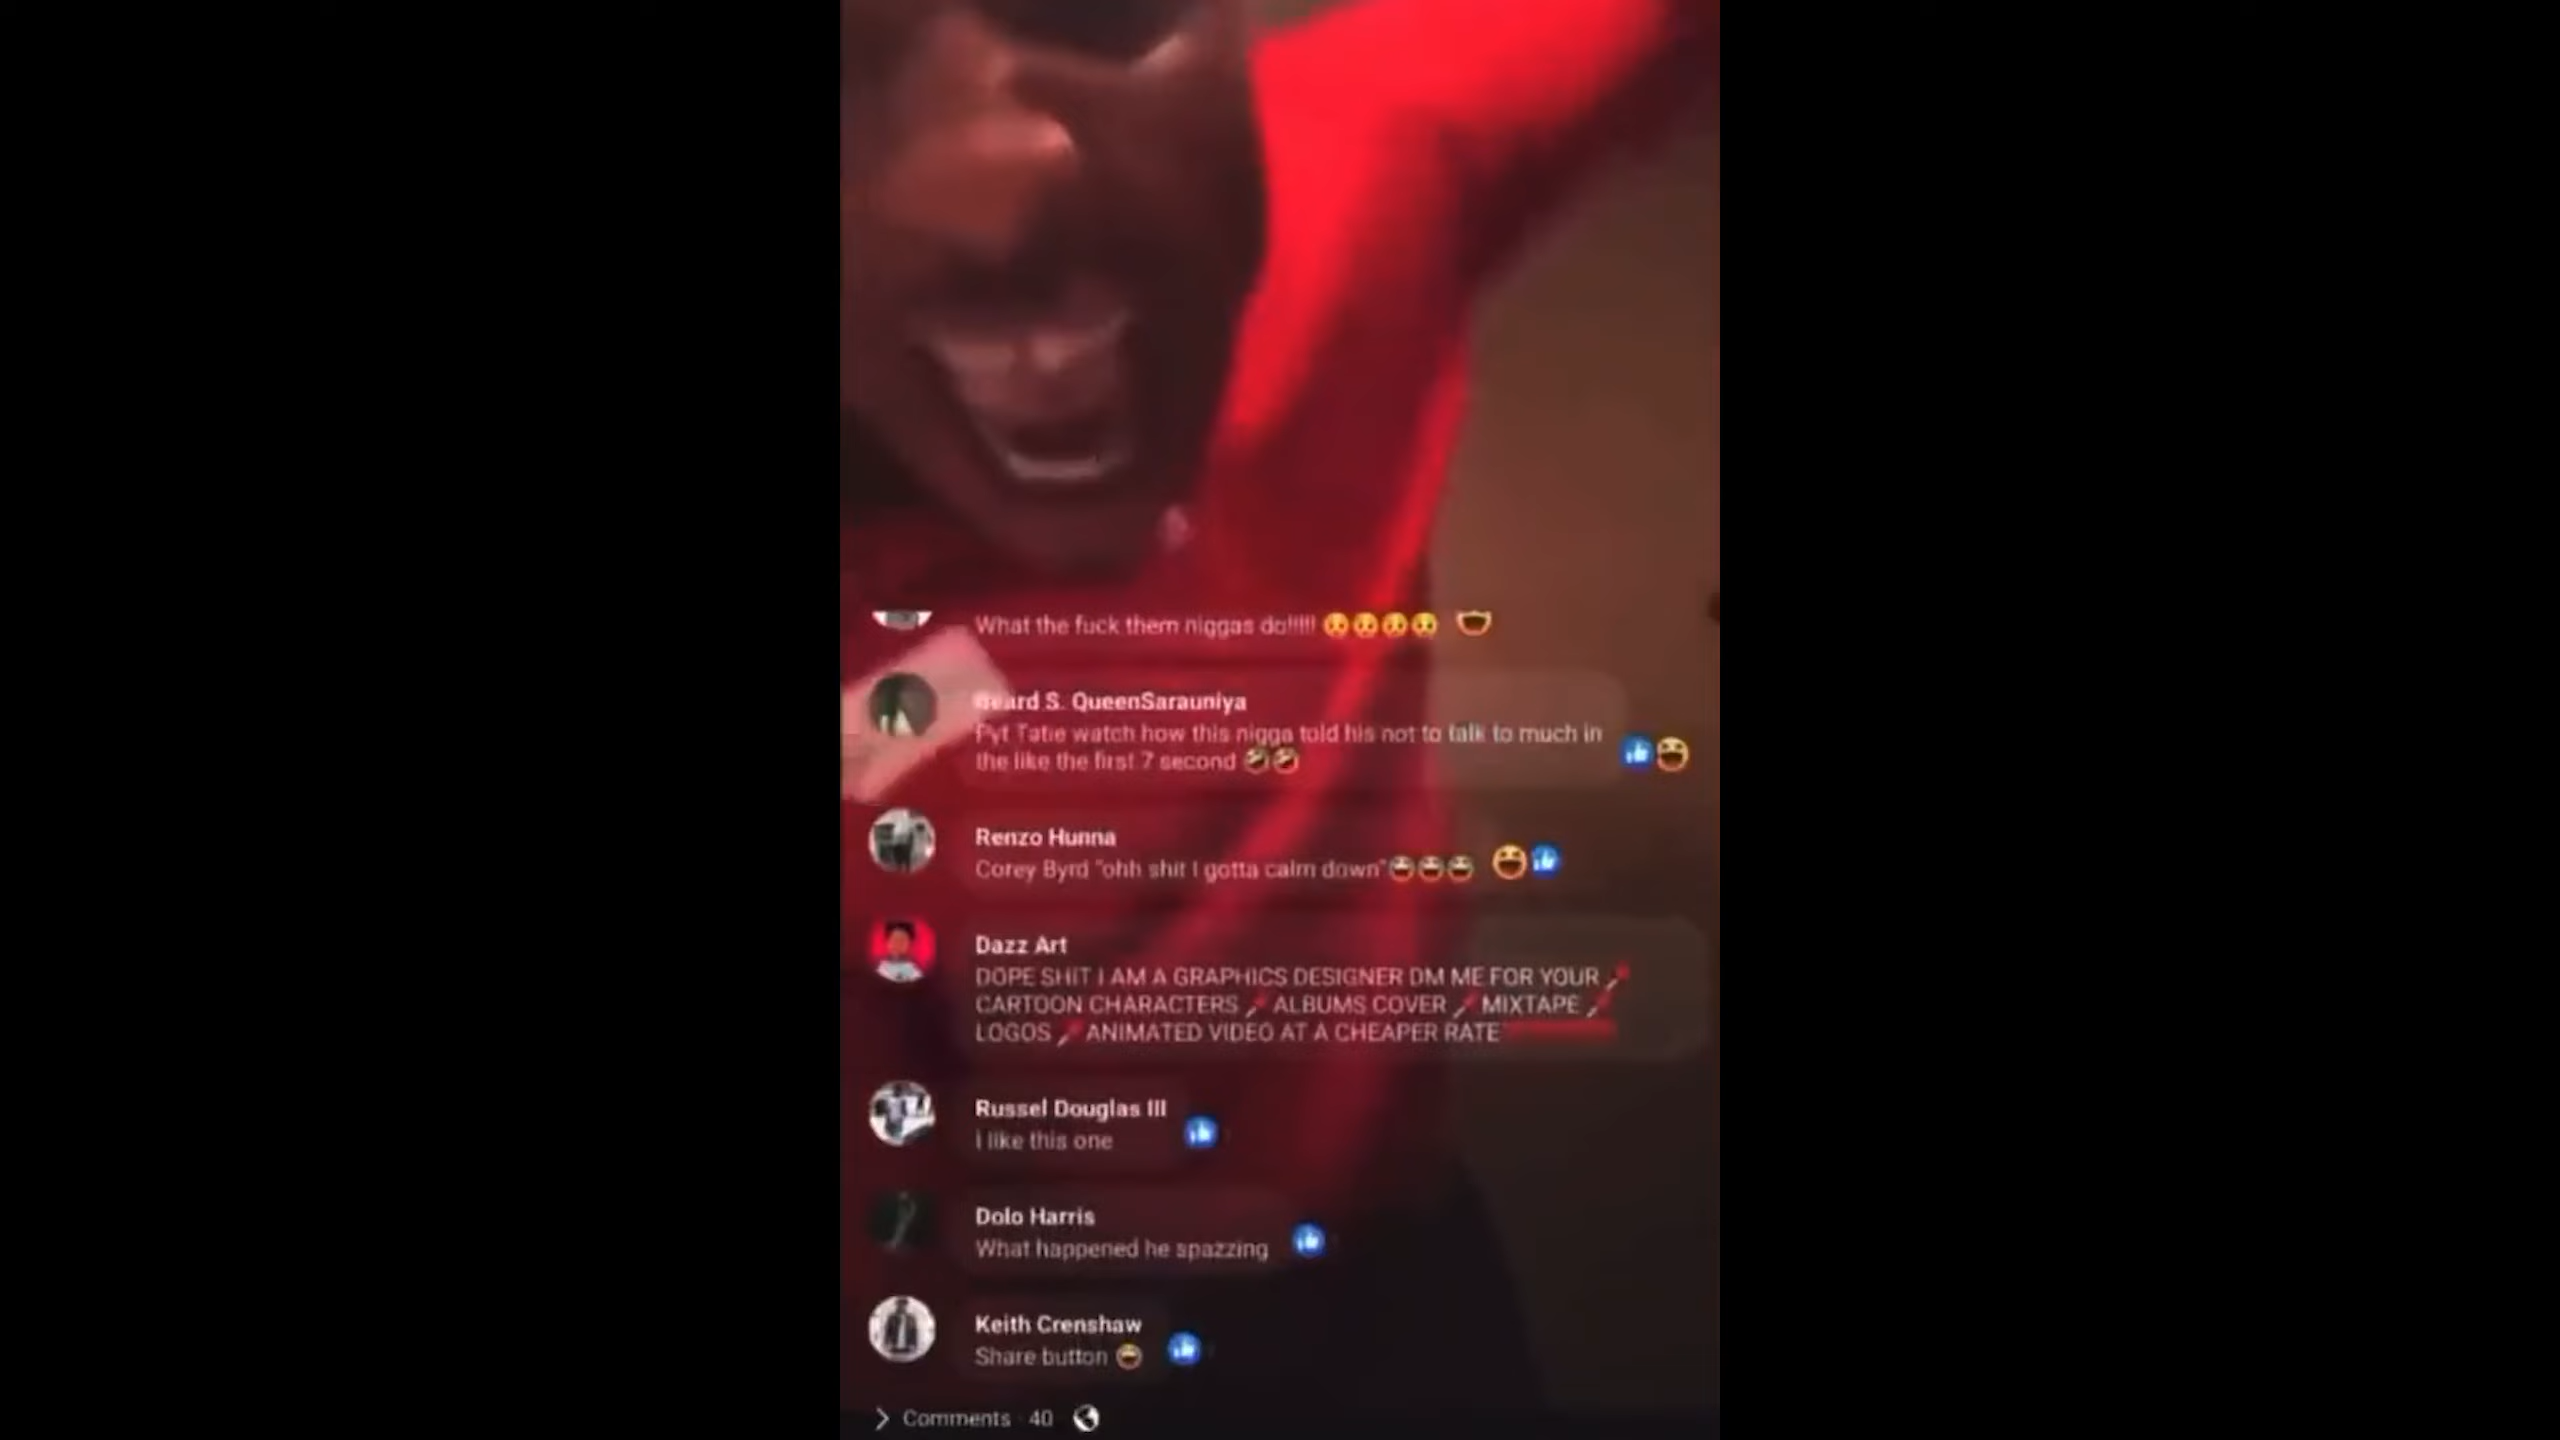 What the fuck them niggas do!!!!! 😲😲😲😲
Beard S. QueenSarauniya
Pvt Tatie watch how this nigga told his not to talk to much in
the like the first 7 second 🤣🤣
Renzo Hunna
Corey Byrd "ohh shit I gotta calm down"😂😂😂
Dazz Art
DOPE SHIT I AM A GRAPHICS DESIGNER DM ME FOR YOUR
CARTOON CHARACTERS ALBUMS COVER MIXTAPE
LOGOS ANIMATED VIDEO AT A CHEAPER RATE
Russel Douglas III
I like this one
Dolo Harris
What happened he spazzing
Keith Crenshaw
Share button 😂
Comments · 40